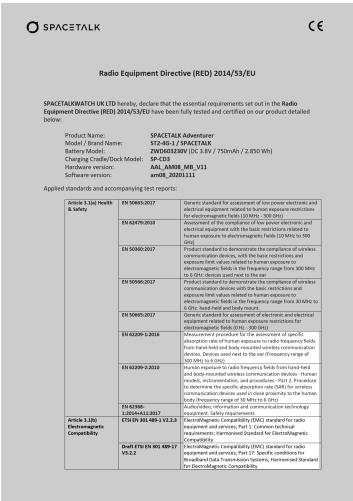 SPACETALK
CE
Radio Equipment Directive (RED) 2014/53/EU
SPACETALKWATCH UK LTD hereby, declare that the essential requirements set out in the Radio
Equipment Directive (RED) 2014/53/EU have been fully tested and certified on our product detailed
below:
Product Name: SPACETALK Adventurer
Model / Brand Name: ST2-4G-1 / SPACETALK
Battery Model: ZWD603230V (DC 3.8V / 750mAh / 2.850 Wh)
Charging Cradle/Dock Model: SP-CD3
Hardware version: AAL_AM08_MB_V11
Software version: am08_20201111
Applied standards and accompanying test reports:
Article 3.1(a) Health
& Safety
EN 50663:2017
Generic standard for assessment of low power electronic and
electrical equipment related to human exposure restrictions
for electromagnetic fields (10 MHz - 300 GHz)
EN 62479:2010
Assessment of the compliance of low power electronic and
electrical equipment with the basic restrictions related to
human exposure to electromagnetic fields (10 MHz to 300
GHz)
EN 50360:2017
Product standard to demonstrate the compliance of wireless
communication devices, with the basic restrictions and
exposure limit values related to human exposure to
electromagnetic fields in the frequency range from 300 MHz
to 6 GHz: devices used next to the ear
EN 50566:2017
Product standard to demonstrate the compliance of wireless
communication devices with the basic restrictions and
exposure limit values related to human exposure to
electromagnetic fields in the frequency range from 30 MHz to
6 GHz: hand-held and body mount.
EN 50665:2017
Generic standard for assessment of electronic and electrical
equipment related to human exposure restrictions for
electromagnetic fields (0 Hz - 300 GHz)
EN 62209-1:2016
Measurement procedure for the assessment of specific
absorption rate of human exposure to radio frequency fields
from hand-held and body-mounted wireless communication
devices. Devices used next to the ear (Frequency range of
300 MHz to 6 GHz)
EN 62209-2:2010
Human exposure to radio frequency fields from hand-held
and body-mounted wireless communication devices - Human
models, instrumentation, and procedures - Part 2: Procedure
to determine the specific absorption rate (SAR) for wireless
communication devices used in close proximity to the human
body (frequency range of 30 MHz to 6 GHz)
EN 62368-
1:2014+A11:2017
Audio/video, information and communication technology
equipment. Safety requirements
Article 3.1(b)
Electromagnetic
Compatibility
ETSI EN 301 489-1 V2.2.3
ElectroMagnetic Compatibility (EMC) standard for radio
equipment and services; Part 1: Common technical
requirements; Harmonised Standard for ElectroMagnetic
Compatibility
Draft ETSI EN 301 489-17
V3.2.2
ElectroMagnetic Compatibility (EMC) standard for radio
equipment and services; Part 17: Specific conditions for
Broadband Data Transmission Systems; Harmonised Standard
for ElectroMagnetic Compatibility